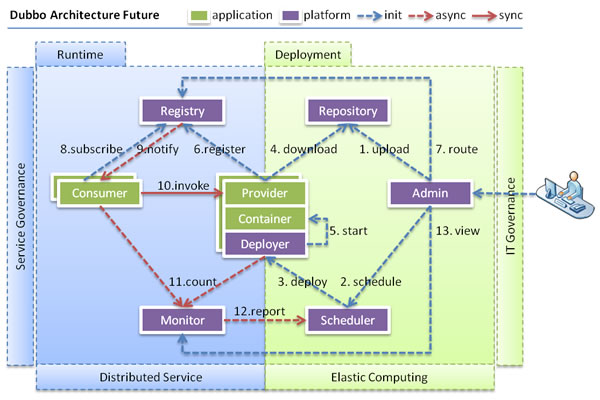 Dubbo Architecture Future
application
platform
init
async
sync
Runtime
Deployment
Service Governance
IT Governance
Registry
Repository
8.subscribe
9.notify
6.register
4. download
1. upload
7. route
Consumer
10.invoke
Provider
Container
Deployer
Admin
5. start
13. view
11.count
3. deploy
2. schedule
12.report
Monitor
Scheduler
Distributed Service
Elastic Computing